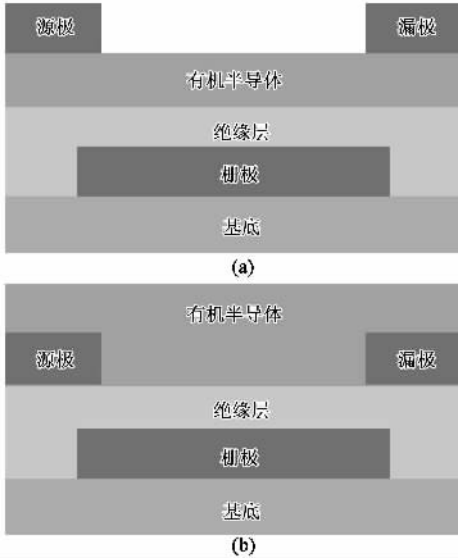 源极 漏极
有机半导体
绝缘层
栅极
基底
(a)
有机半导体
源极 漏极
绝缘层
栅极
基底
(b)